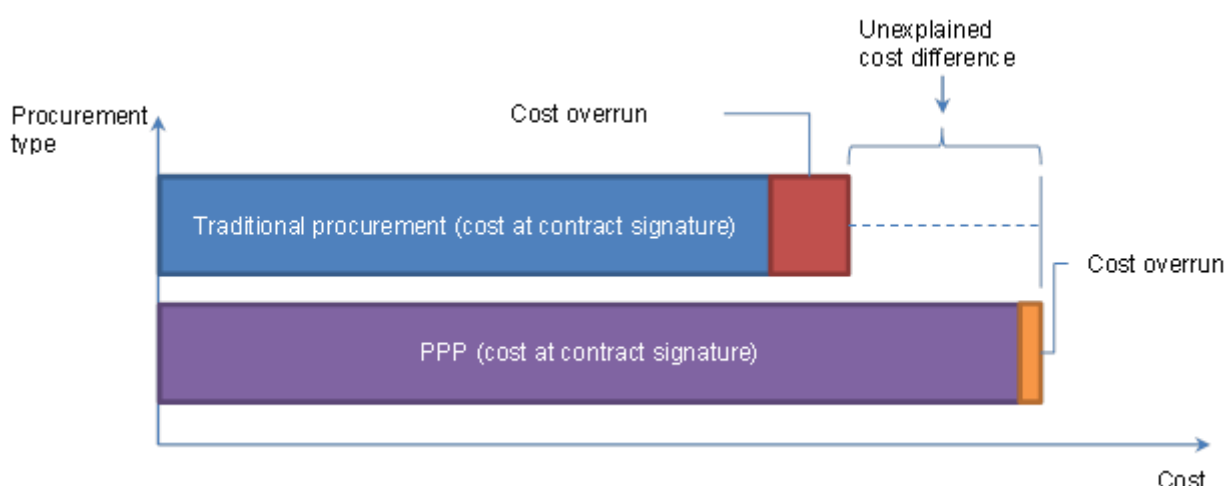 Unexplained
cost difference
Procurement
type
Cost overrun
Traditional procurement (cost at contract signature)
Cost overrun
PPP (cost at contract signature)
Cost